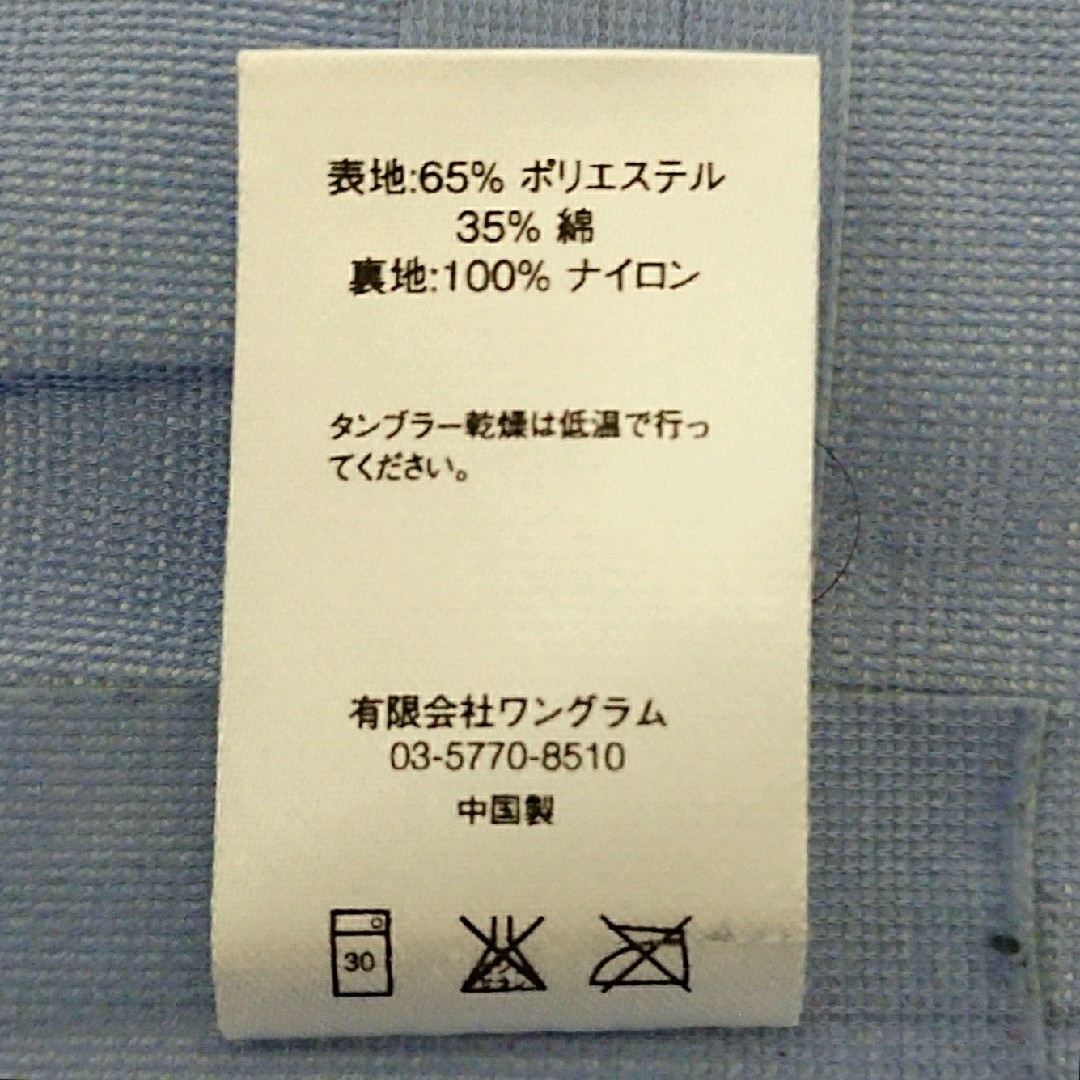 表地:65% ポリエステル
35% 綿
裏地:100% ナイロン
タンブラー乾燥は低温で行っ
てください。
有限会社ワングラム
03-5770-8510
中国製
30